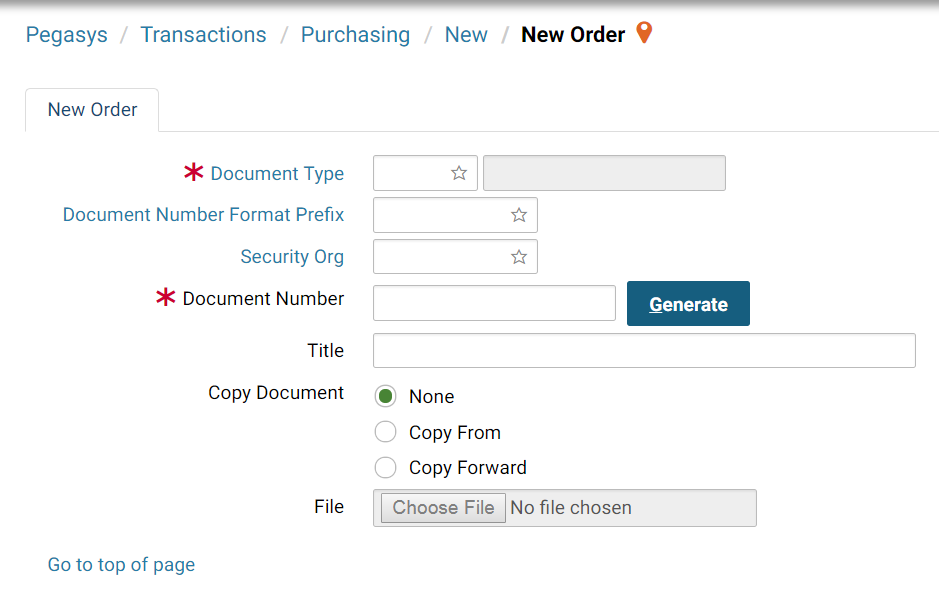 Pegasys / Transactions / Purchasing / New / New Order
New Order
* Document Type
Document Number Format Prefix
Security Org
* Document Number Generate
Title
Copy Document None
Copy From
Copy Forward
File Choose File No file chosen
Go to top of page